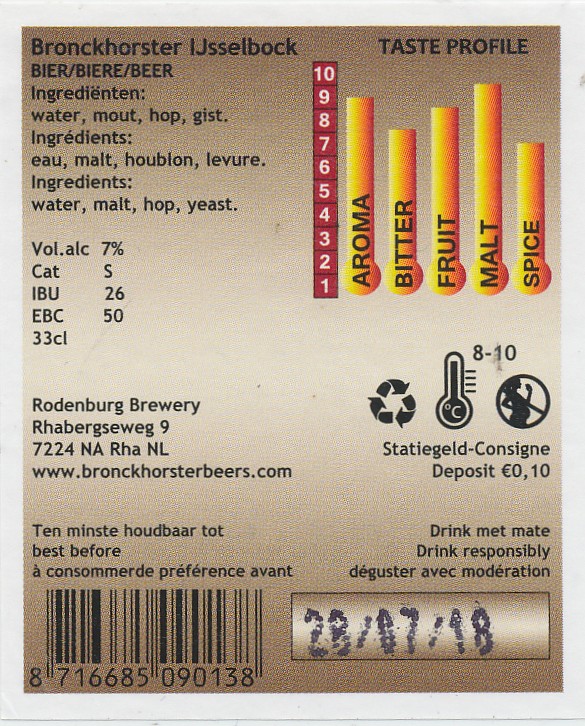 Bronckhorster IJsselbock
BIER/BIERE/BEER
Ingrediënten:
water, mout, hop, gist.
Ingrédients:
eau, malt, houblon, levure.
Ingredients:
water, malt, hop, yeast.
Vol.alc 7%
Cat S
IBU 26
EBC 50
33cl
TASTE PROFILE
10
9
8
7
6
5
4
3
2
1
AROMA
BITTER
FRUIT
MALT
SPICE
8-10
°C
Rodenburg Brewery
Rhabergseweg 9
7224 NA Rha NL
www.bronckhorsterbeers.com
Statiegeld-Consigne
Deposit €0,10
Ten minste houdbaar tot
best before
à consommerde préférence avant
Drink met mate
Drink responsibly
déguster avec modération
8 716685 090138
28/07/18